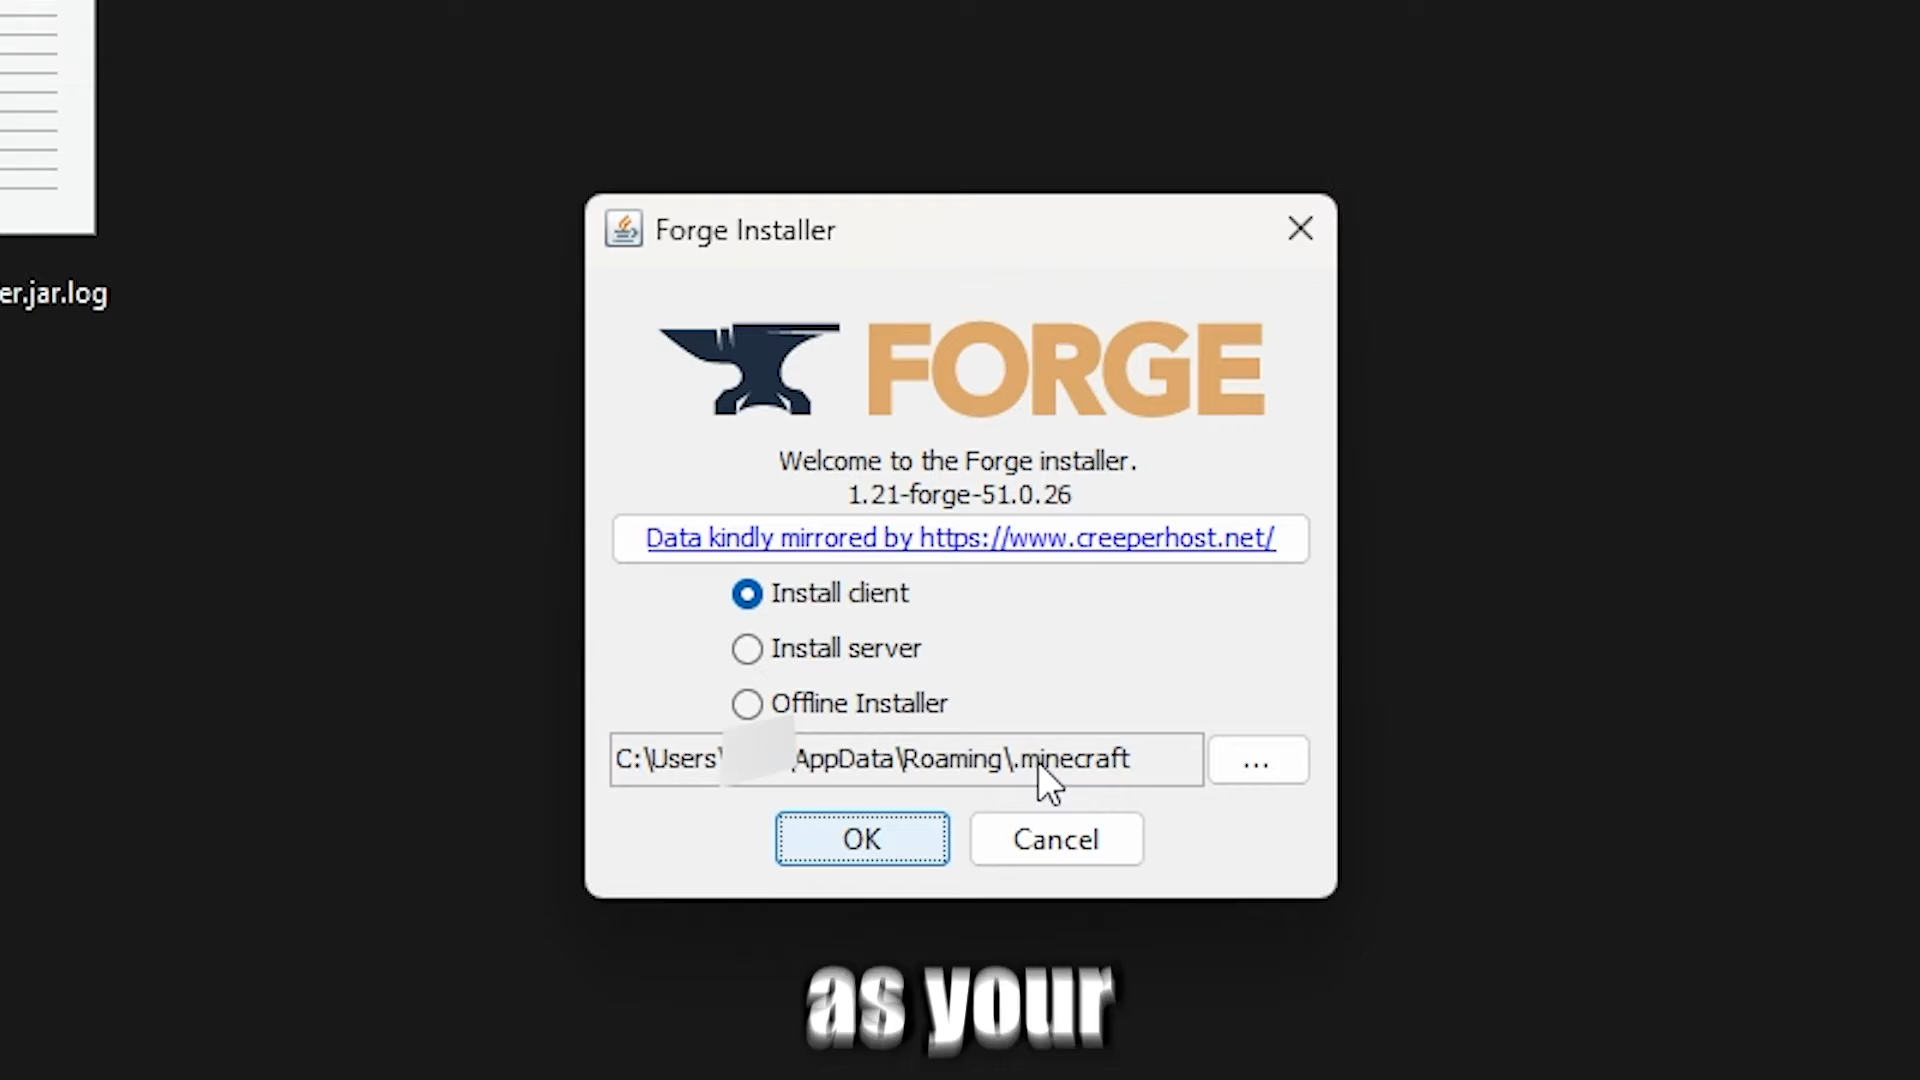 er.jar.log
Forge Installer
FORGE
Welcome to the Forge installer.
1.21-forge-51.0.26
Data kindly mirrored by https://www.creeperhost.net/
Install client
Install server
Offline Installer
C:\Users\ \AppData\Roaming\.minecraft
...
OK
Cancel
as your